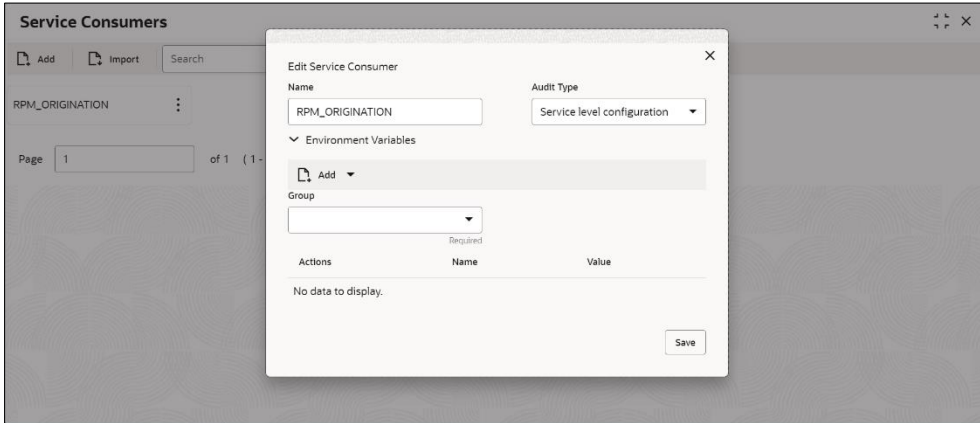 Service Consumers
Add Import Search
RPM_ORIGINATION
Page 1 of 1 (1 -
Edit Service Consumer
Name Audit Type
RPM_ORIGINATION Service level configuration
Environment Variables
Add
Group
Required
Actions Name Value
No data to display.
Save